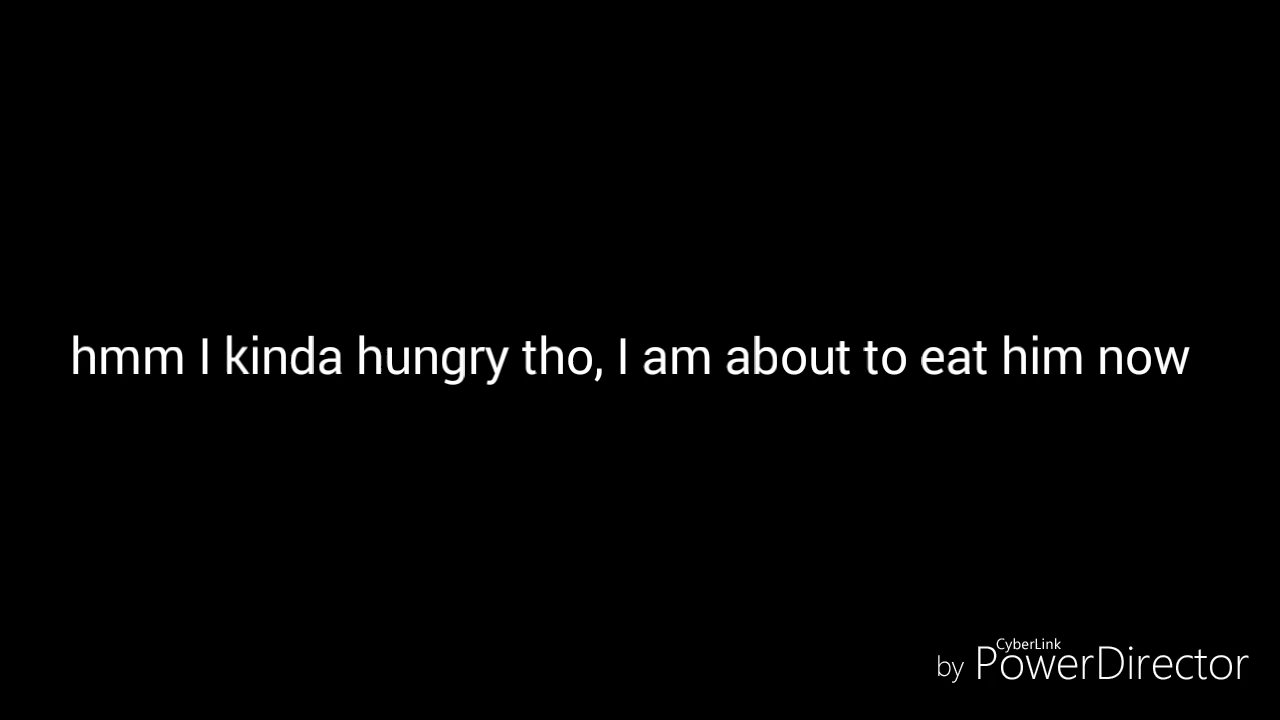 hmm I kinda hungry tho, I am about to eat him now
CyberLink
by PowerDirector